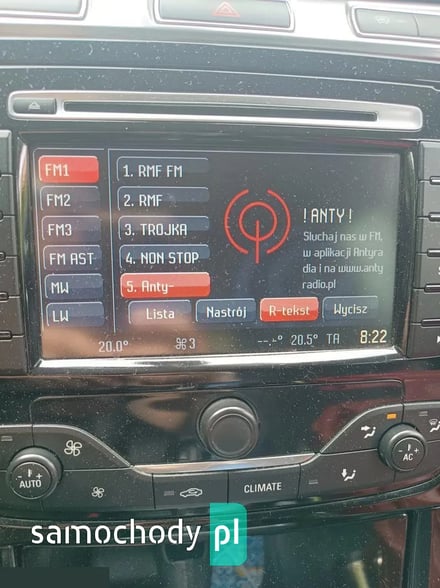 FM1
FM2
FM3
FM AST
MW
LW
1. RMF FM
2. RMF
3. TROJKA
4. NON STOP
5. Anty-
! ANTY !
Słuchaj nas w FM,
w aplikacji Antyra
dia i na www.anty
radio.pl
Lista
Nastrój
R-tekst
Wycisz
20.0°
3
--.-°
20.5°
TA
8:22
AUTO
CLIMATE
AC
samochody pl